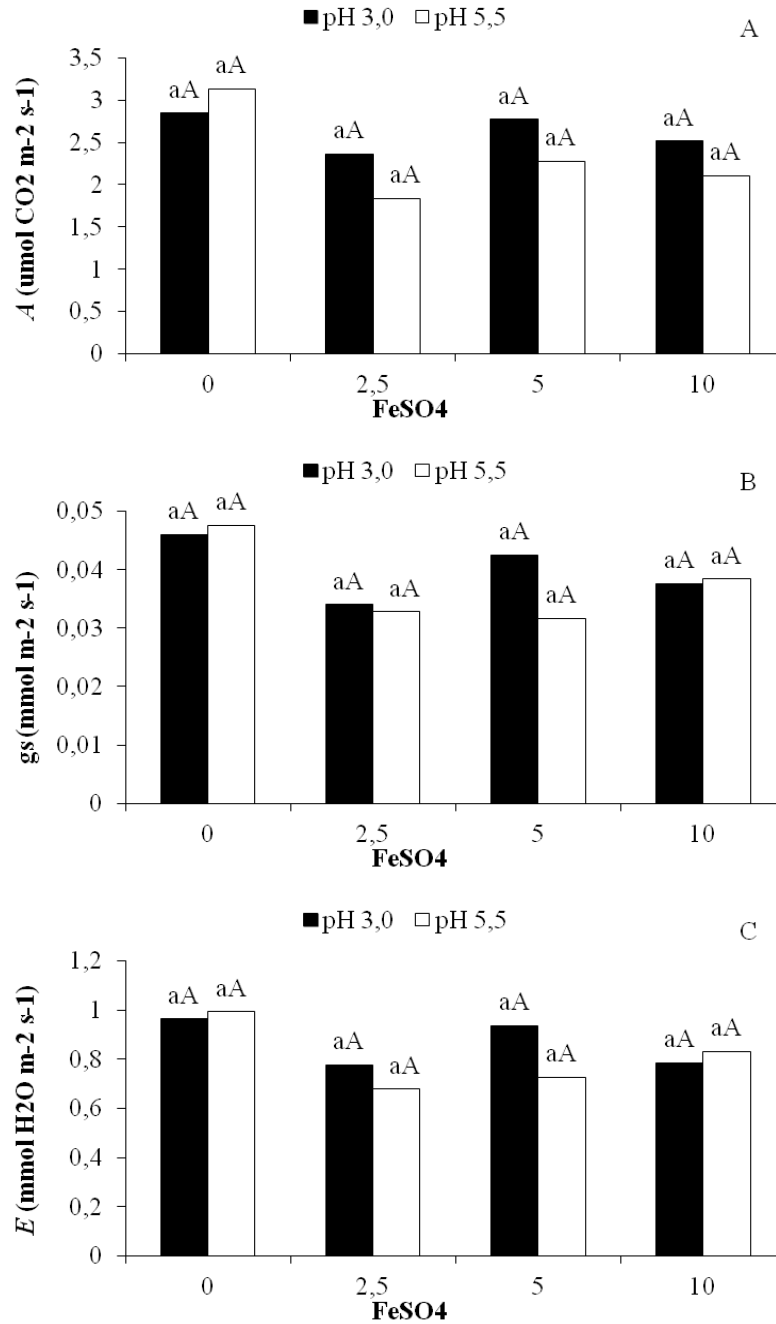 pH 3,0 pH 5,5
A
3,5
3
2,5
2
1,5
1
0,5
0
A (umol CO2 m-2 s-1)
aA aA aA aA aA aA aA aA
0 2,5 5 10
FeSO4
pH 3,0 pH 5,5
B
0,05
0,04
0,03
0,02
0,01
0
gs (mmol m-2 s-1)
aA aA aA aA aA aA aA aA
0 2,5 5 10
FeSO4
pH 3,0 pH 5,5
C
1,2
1
0,8
0,6
0,4
0,2
0
E (mmol H2O m-2 s-1)
aA aA aA aA aA aA aA aA
0 2,5 5 10
FeSO4